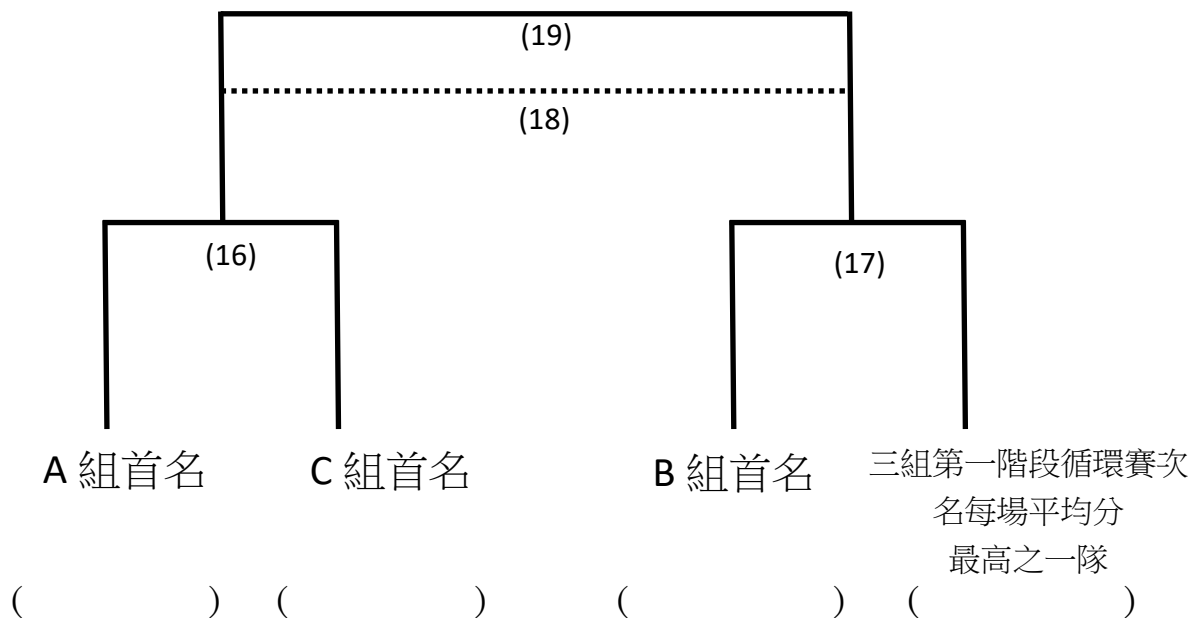 (19)
(18)
(16)
(17)
A 組首名
C 組首名
B 組首名
三組第一階段循環賽次
名每場平均分
最高之一隊
( ) ( ) ( ) ( )